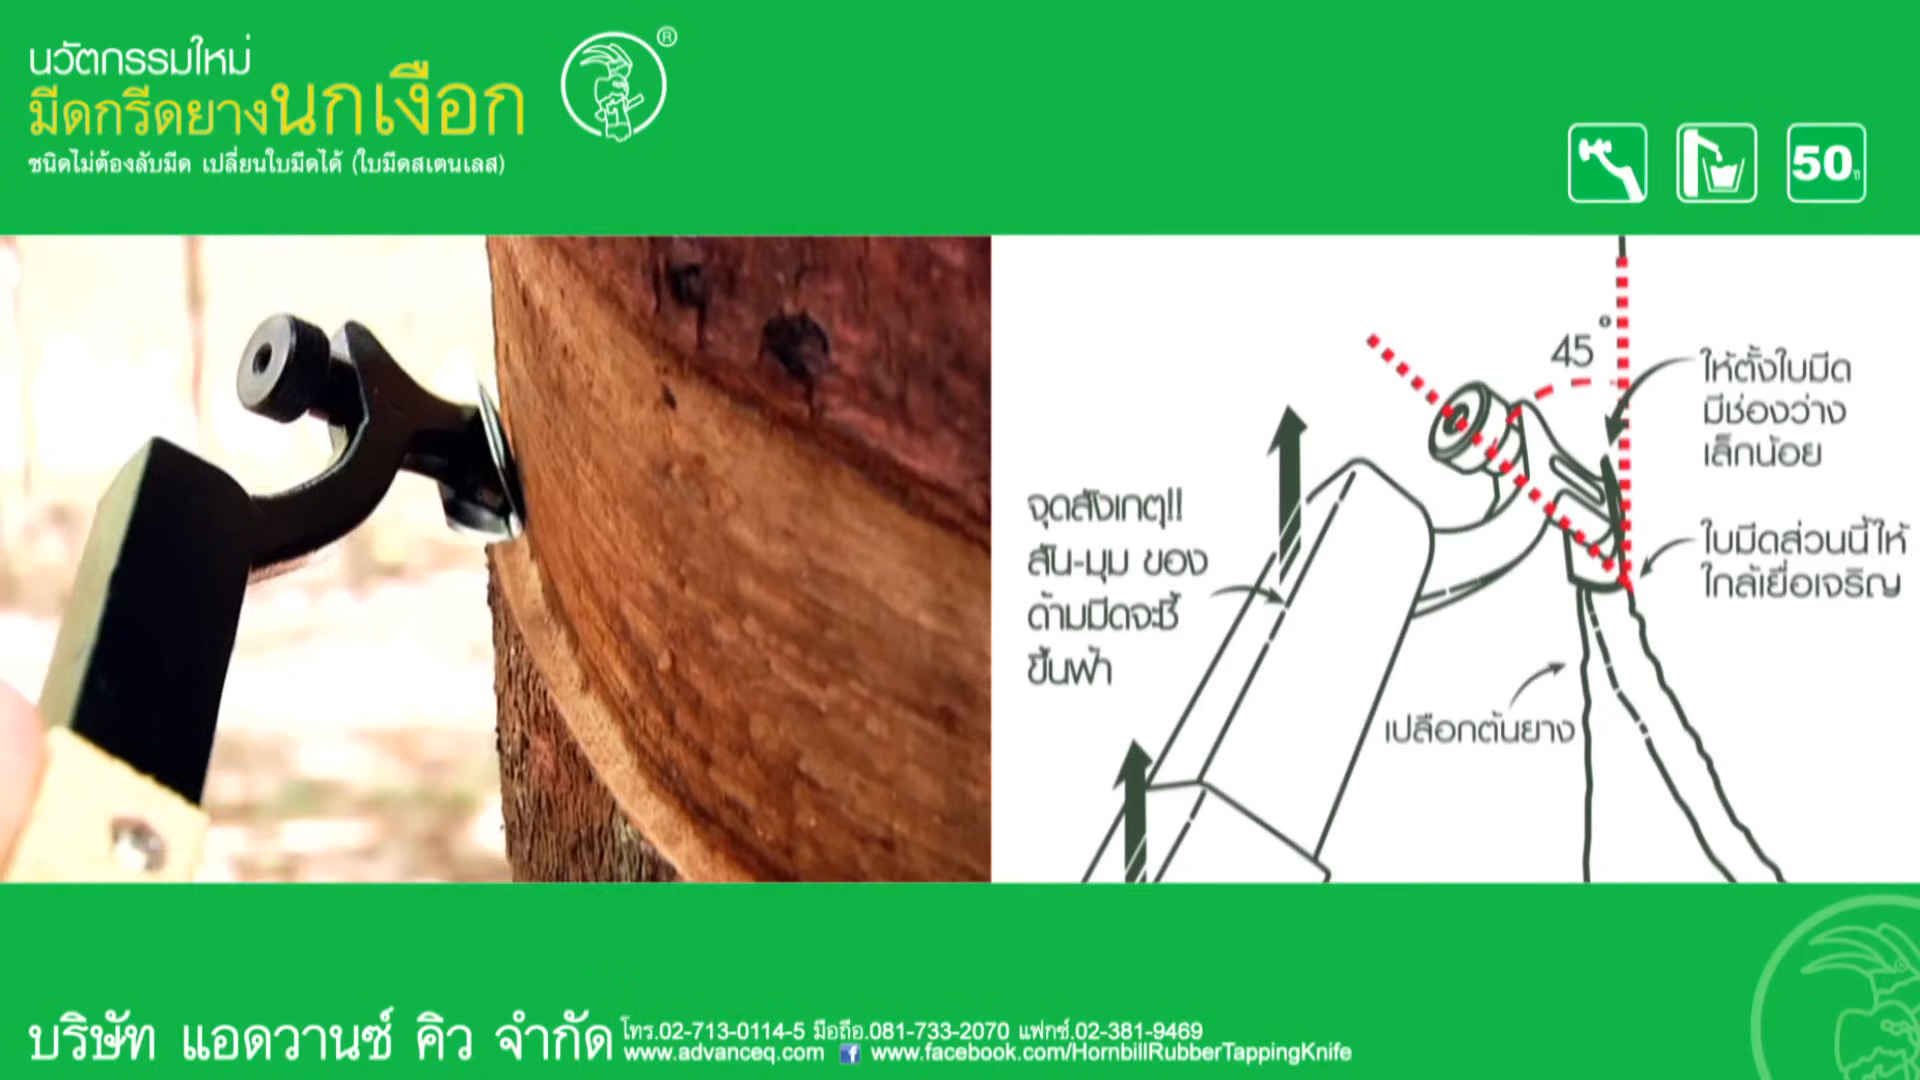 นวัตกรรมใหม่
มีดกรีดยางนกเงือก
ชนิดไม่ต้องลับมีด เปลี่ยนใบมีดได้ (ใบมีดสเตนเลส)
®
50
45°
ให้ตั้งใบมีด
มีช่องว่าง
เล็กน้อย
จุดสังเกตุ!!
สัน-มุม ของ
ด้ามมีดจะชี้
ขึ้นฟ้า
ใบมีดส่วนนี้ให้
ใกล้เยื่อเจริญ
เปลือกต้นยาง
บริษัท แอดวานซ์ คิว จำกัด
โทร.02-713-0114-5 มือถือ.081-733-2070 แฟกซ์.02-381-9469
www.advanceq.com www.facebook.com/HornbillRubberTappingKnife